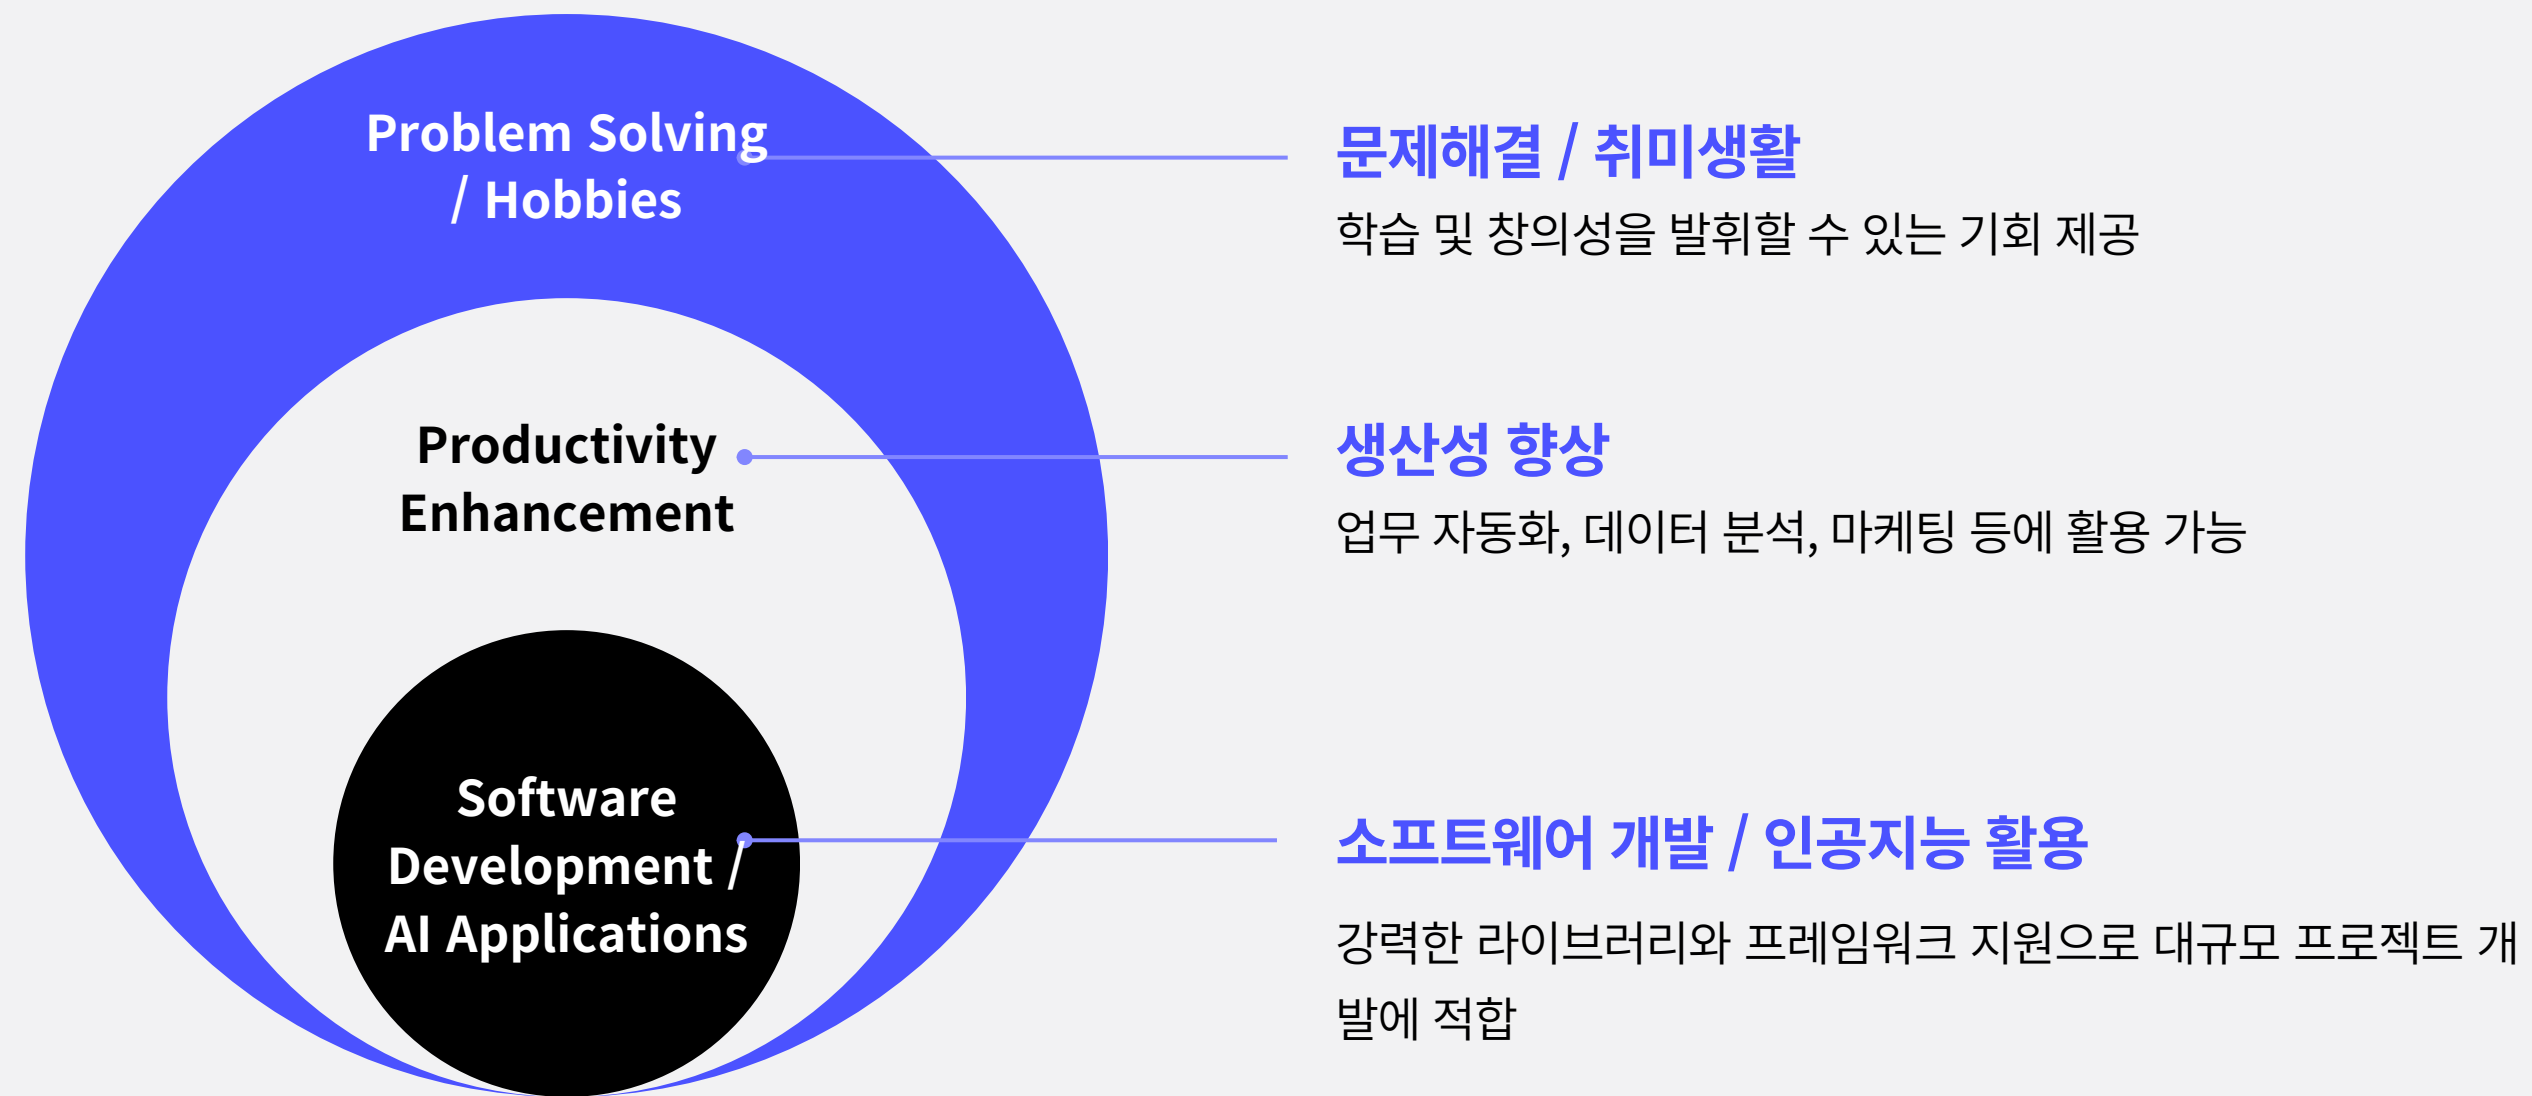 Problem Solving
/ Hobbies
문제해결 / 취미생활
학습 및 창의성을 발휘할 수 있는 기회 제공
Productivity
Enhancement
생산성 향상
업무 자동화, 데이터 분석, 마케팅 등에 활용 가능
Software
Development /
AI Applications
소프트웨어 개발 / 인공지능 활용
강력한 라이브러리와 프레임워크 지원으로 대규모 프로젝트 개
발에 적합